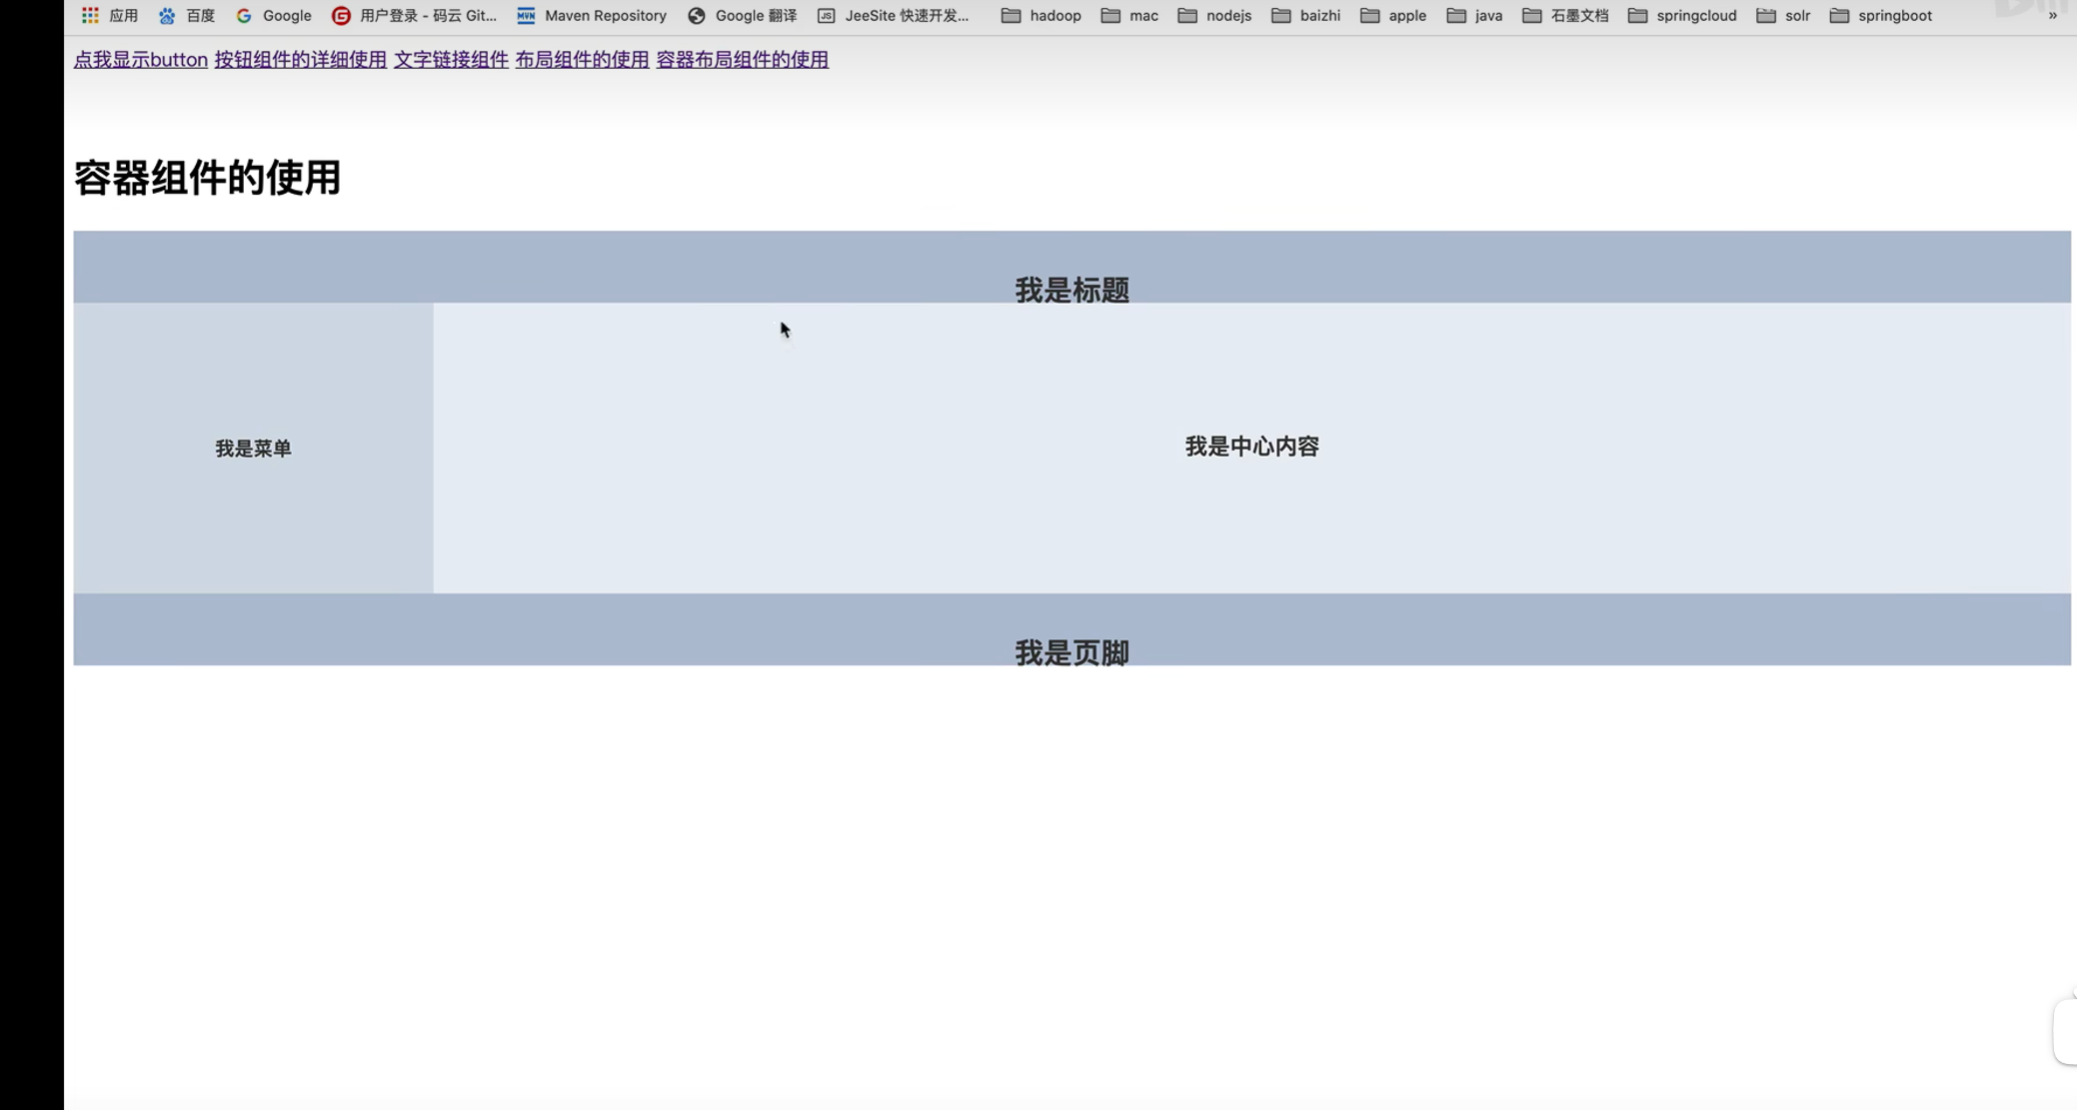 应用 百度 Google 用户登录 - 码云 Git... Maven Repository Google 翻译 JeeSite 快速开发... hadoop mac nodejs baizhi apple java 石墨文档 springcloud solr springboot »
点我显示button 按钮组件的详细使用 文字链接组件 布局组件的使用 容器布局组件的使用
容器组件的使用
我是标题
我是菜单 我是中心内容
我是页脚